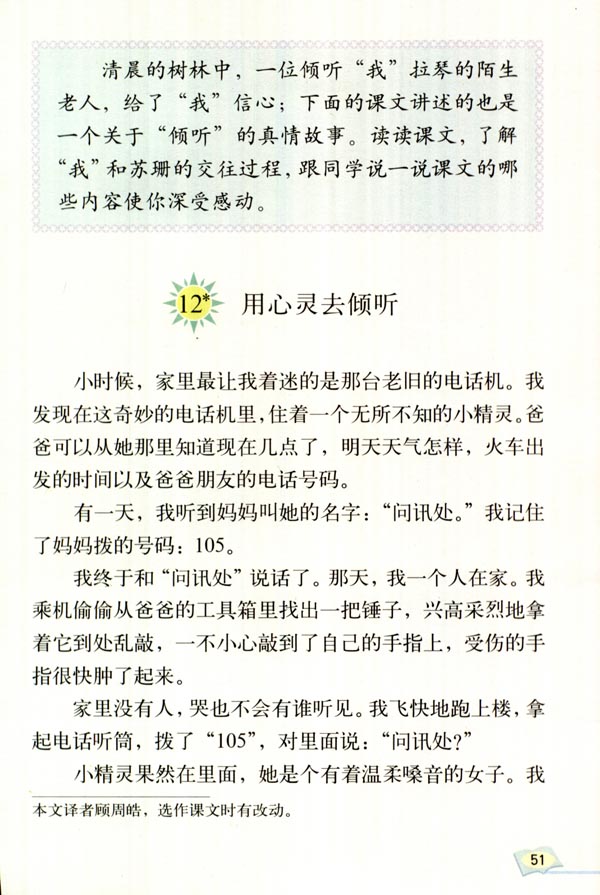 清晨的树林中，一位倾听“我”拉琴的陌生
老人，给了“我”信心；下面的课文讲述的也是
一个关于“倾听”的真情故事。读读课文，了解
“我”和苏珊的交往过程，跟同学说一说课文的哪
些内容使你深受感动。
12* 用心灵去倾听
小时候，家里最让我着迷的是那台老旧的电话机。我
发现在这奇妙的电话机里，住着一个无所不知的小精灵。爸
爸可以从她那里知道现在几点了，明天天气怎样，火车出
发的时间以及爸爸朋友的电话号码。
有一天，我听到妈妈叫她的名字：“问讯处。”我记住
了妈妈拨的号码：105。
我终于和“问讯处”说话了。那天，我一个人在家。我
乘机偷偷从爸爸的工具箱里找出一把锤子，兴高采烈地拿
着它到处乱敲，一不小心敲到了自己的手指上，受伤的手
指很快肿了起来。
家里没有人，哭也不会有谁听见。我飞快地跑上楼，拿
起电话听筒，拨了“105”，对里面说：“问讯处？”
小精灵果然在里面，她是个有着温柔嗓音的女子。我
本文译者顾周皓，选作课文时有改动。
51